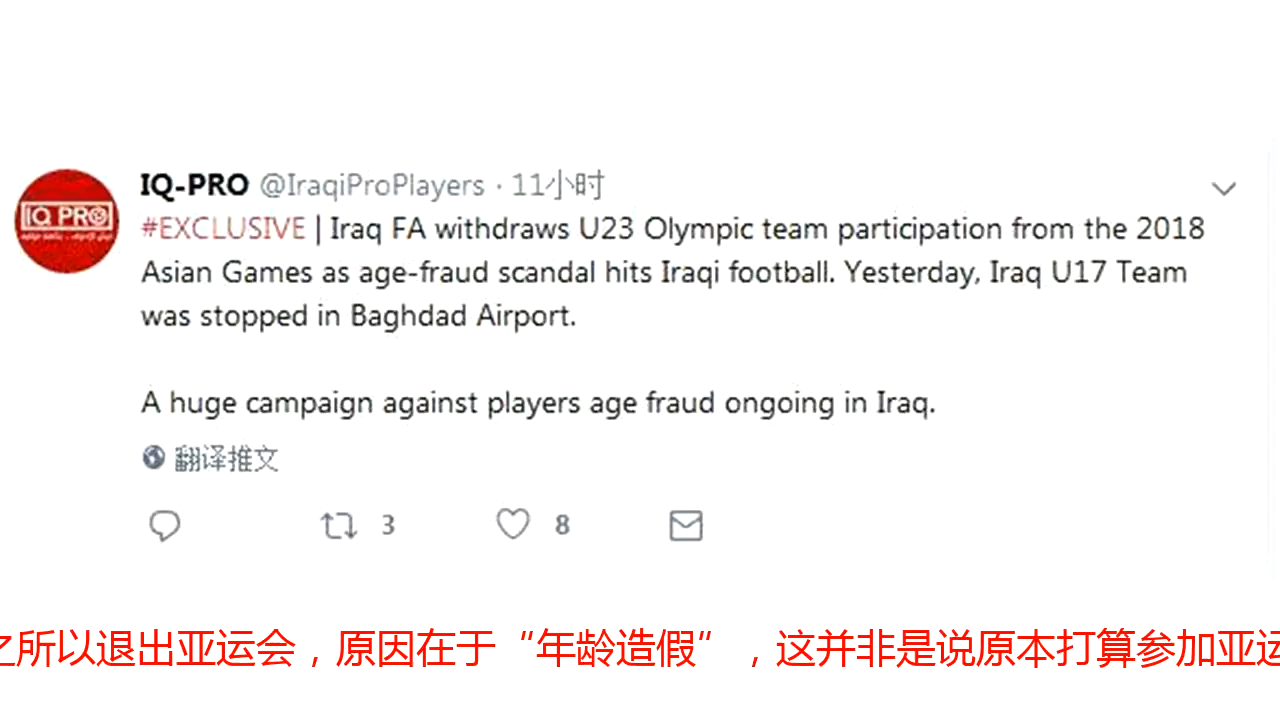 IQ-PRO @IraqiProPlayers · 11小时
IQ PRO
#EXCLUSIVE | Iraq FA withdraws U23 Olympic team participation from the 2018
Asian Games as age-fraud scandal hits Iraqi football. Yesterday, Iraq U17 Team
was stopped in Baghdad Airport.
A huge campaign against players age fraud ongoing in Iraq.
翻译推文
3 8
之所以退出亚运会，原因在于“年龄造假”，这并非是说原本打算参加亚运